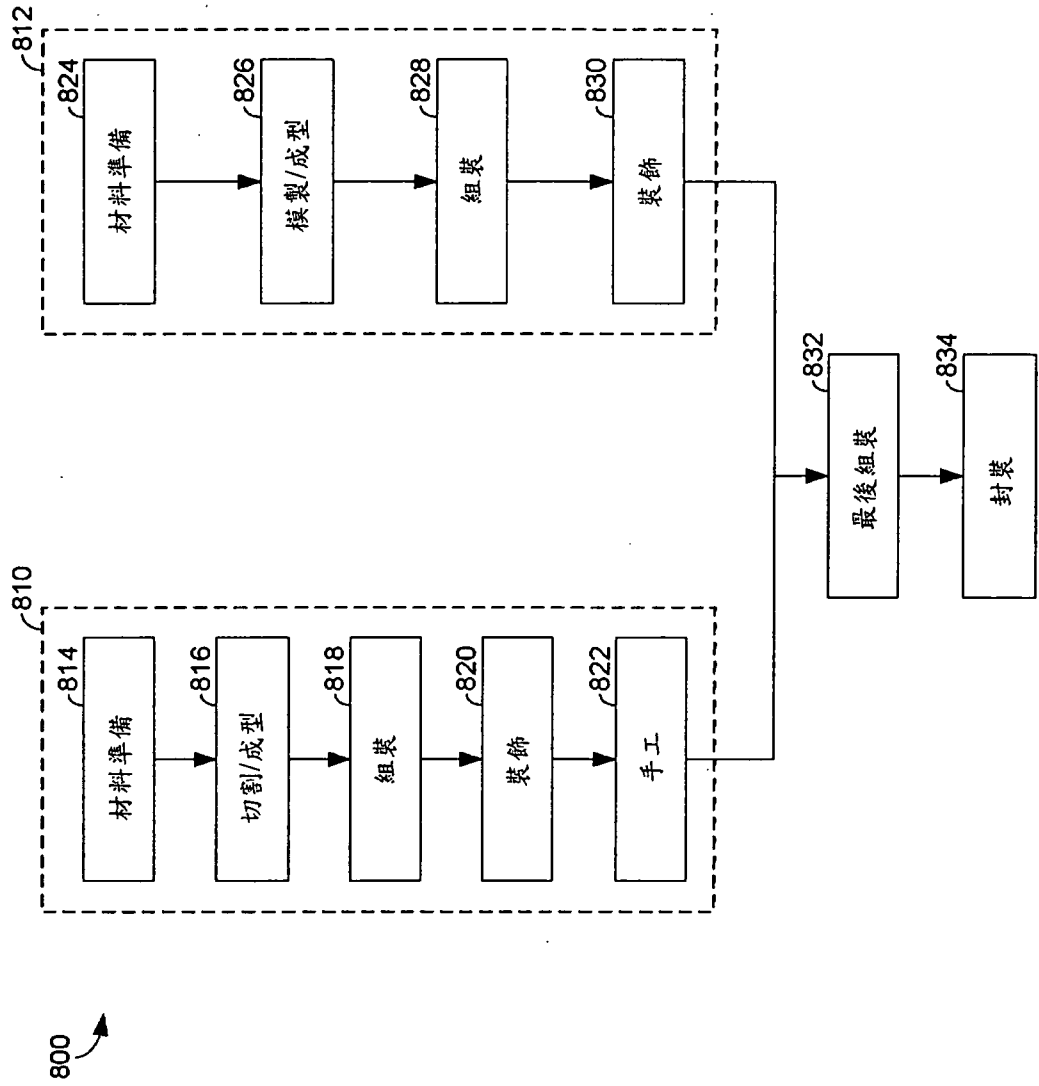 800
810
814
材料準備
816
切割/成型
818
組裝
820
裝飾
822
手工
812
824
材料準備
826
模製/成型
828
組裝
830
裝飾
832
最後組裝
834
封裝